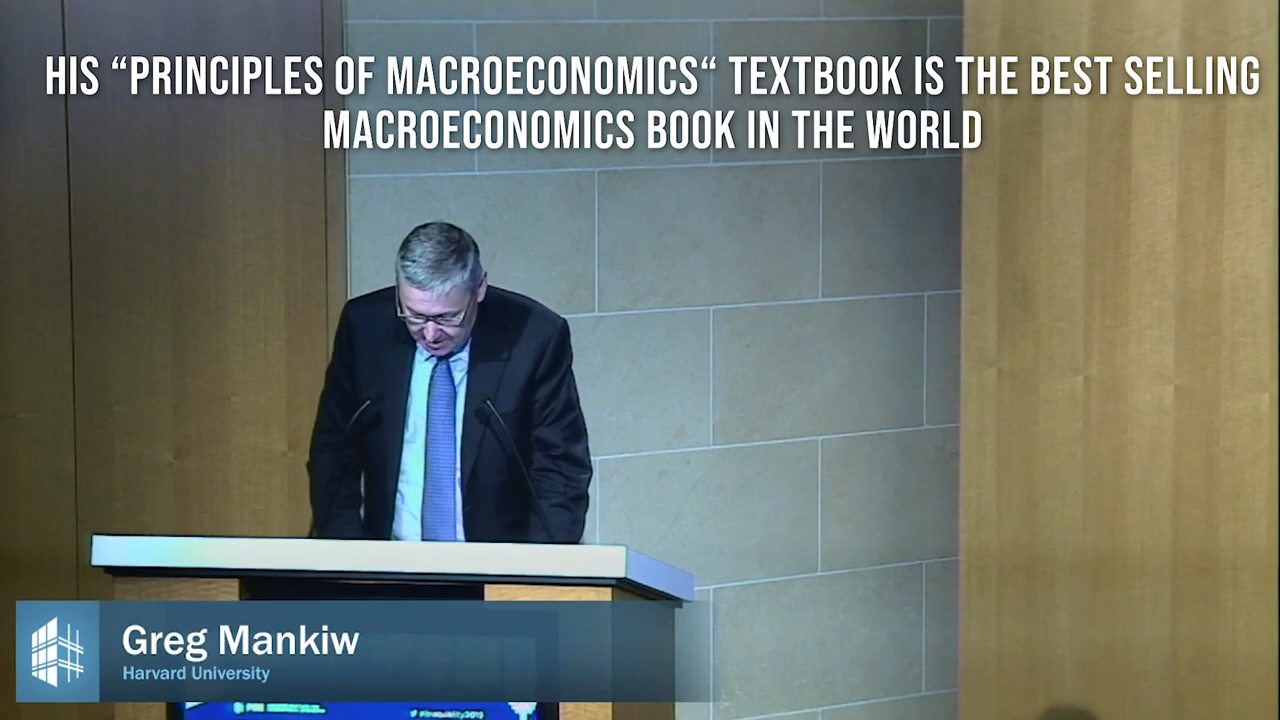 HIS “PRINCIPLES OF MACROECONOMICS“ TEXTBOOK IS THE BEST SELLING
MACROECONOMICS BOOK IN THE WORLD
Greg Mankiw
Harvard University